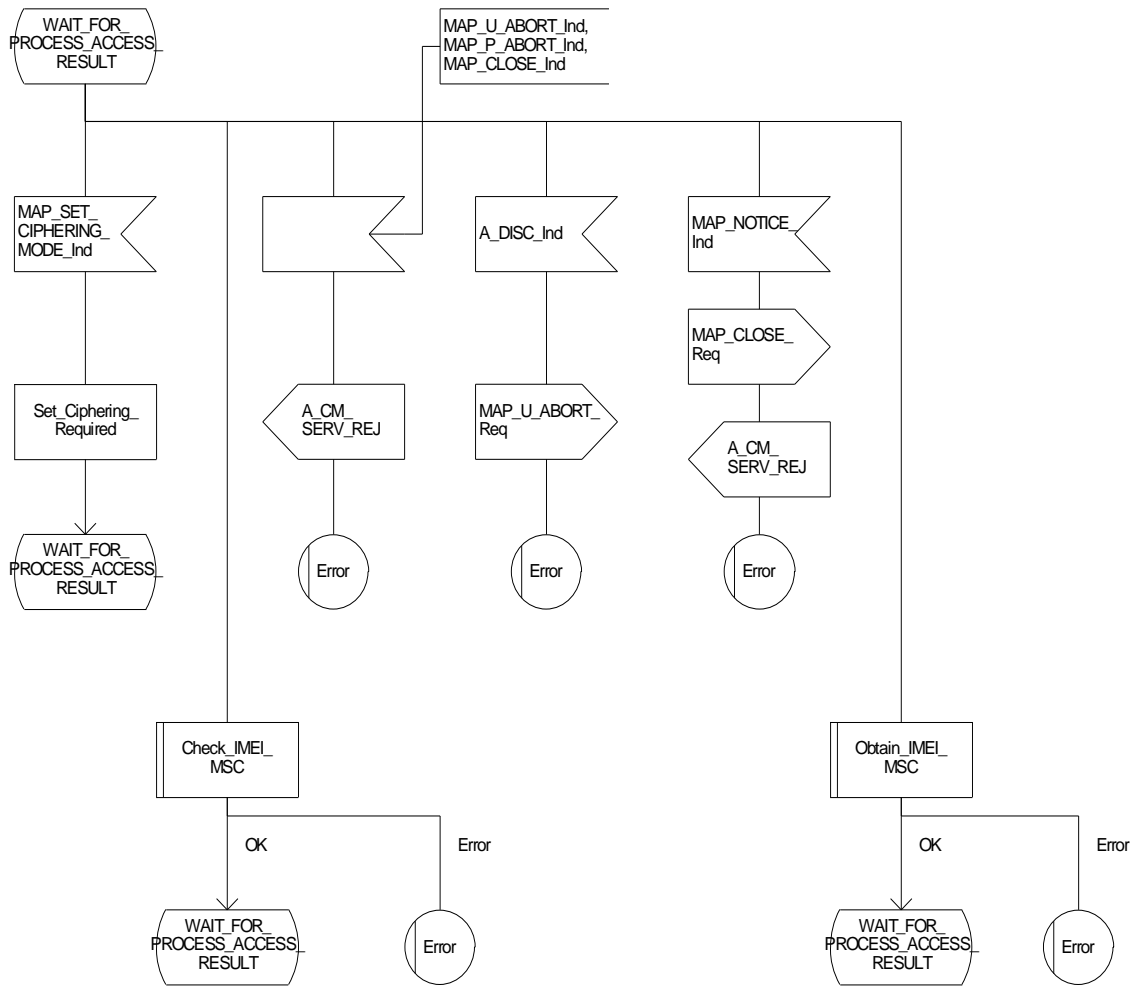 WAIT_FOR_
PROCESS_ACCESS_
RESULT
MAP_U_ABORT_Ind,
MAP_P_ABORT_Ind,
MAP_CLOSE_Ind
MAP_SET_
CIPHERING_
MODE_Ind
A_DISC_Ind
MAP_NOTICE_
Ind
MAP_CLOSE_
Req
Set_Ciphering_
Required
A_CM_
SERV_REJ
MAP_U_ABORT_
Req
A_CM_
SERV_REJ
WAIT_FOR_
PROCESS_ACCESS_
RESULT
Error
Error
Error
Check_IMEI_
MSC
Obtain_IMEI_
MSC
OK
Error
OK
Error
WAIT_FOR_
PROCESS_ACCESS_
RESULT
Error
WAIT_FOR_
PROCESS_ACCESS_
RESULT
Error